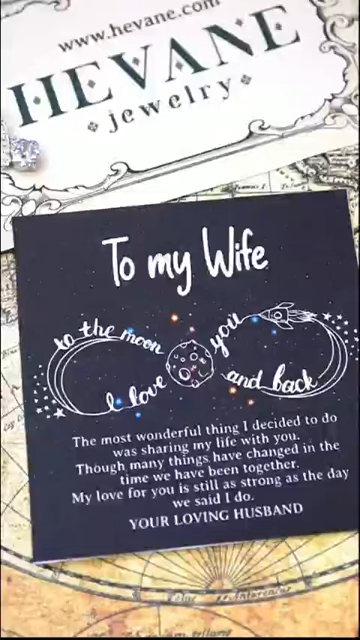 www.hevane.com
HEVANE
jewelry
To my Wife
to the moon
you
I love
and back
The most wonderful thing I decided to do
was sharing my life with you.
Though many things have changed in the
time we have been together.
My love for you is still as strong as the day
we said I do.
YOUR LOVING HUSBAND